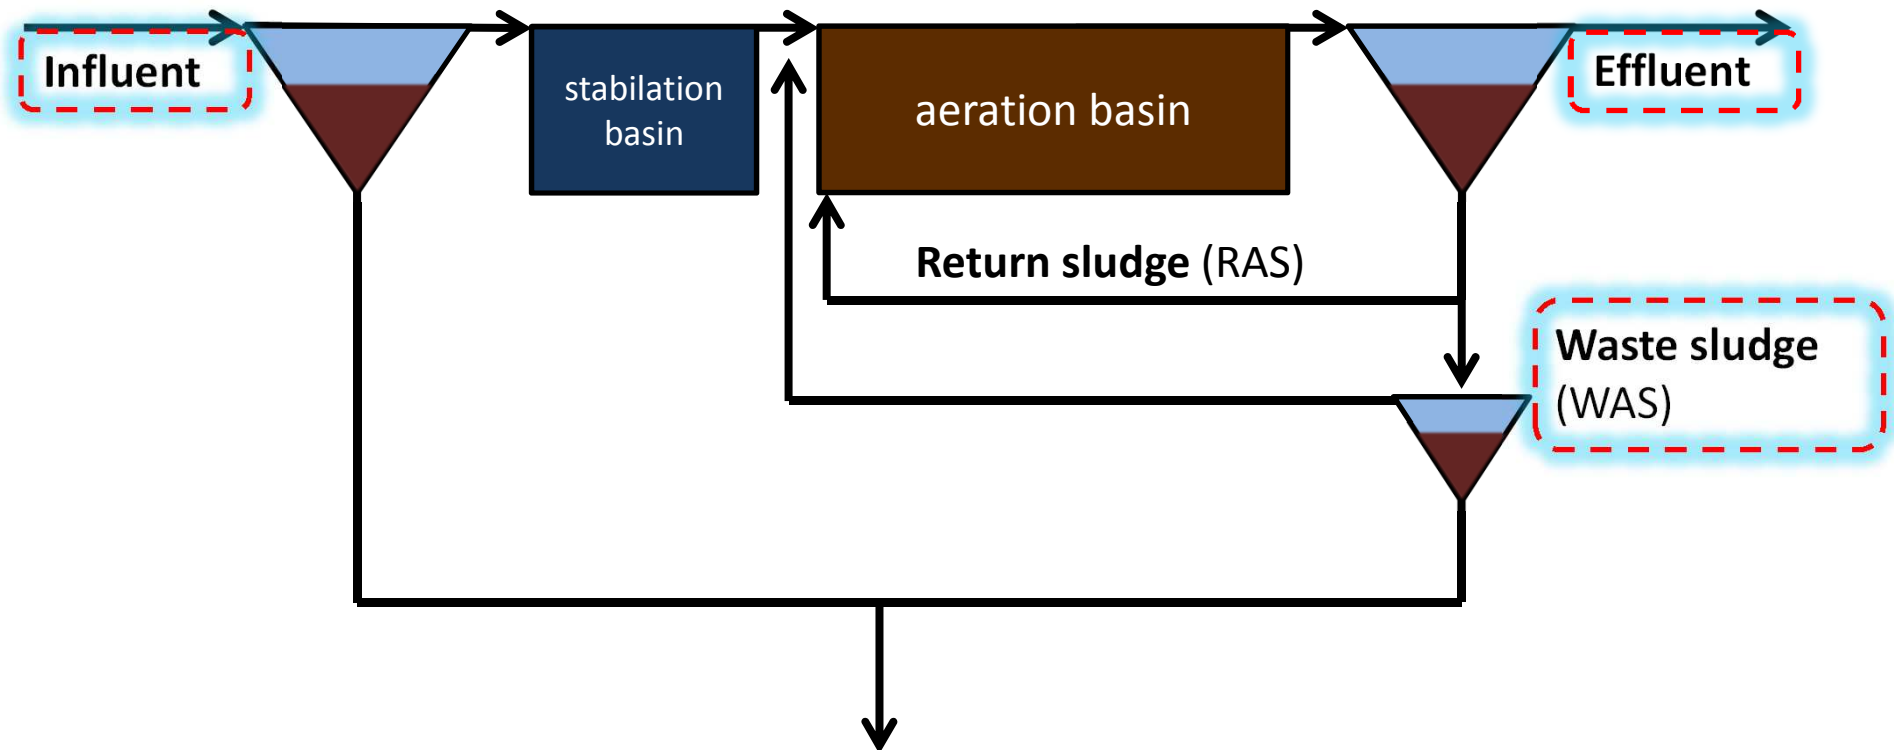 Influent
stabilation
basin
aeration basin
Effluent
Return sludge (RAS)
Waste sludge
(WAS)